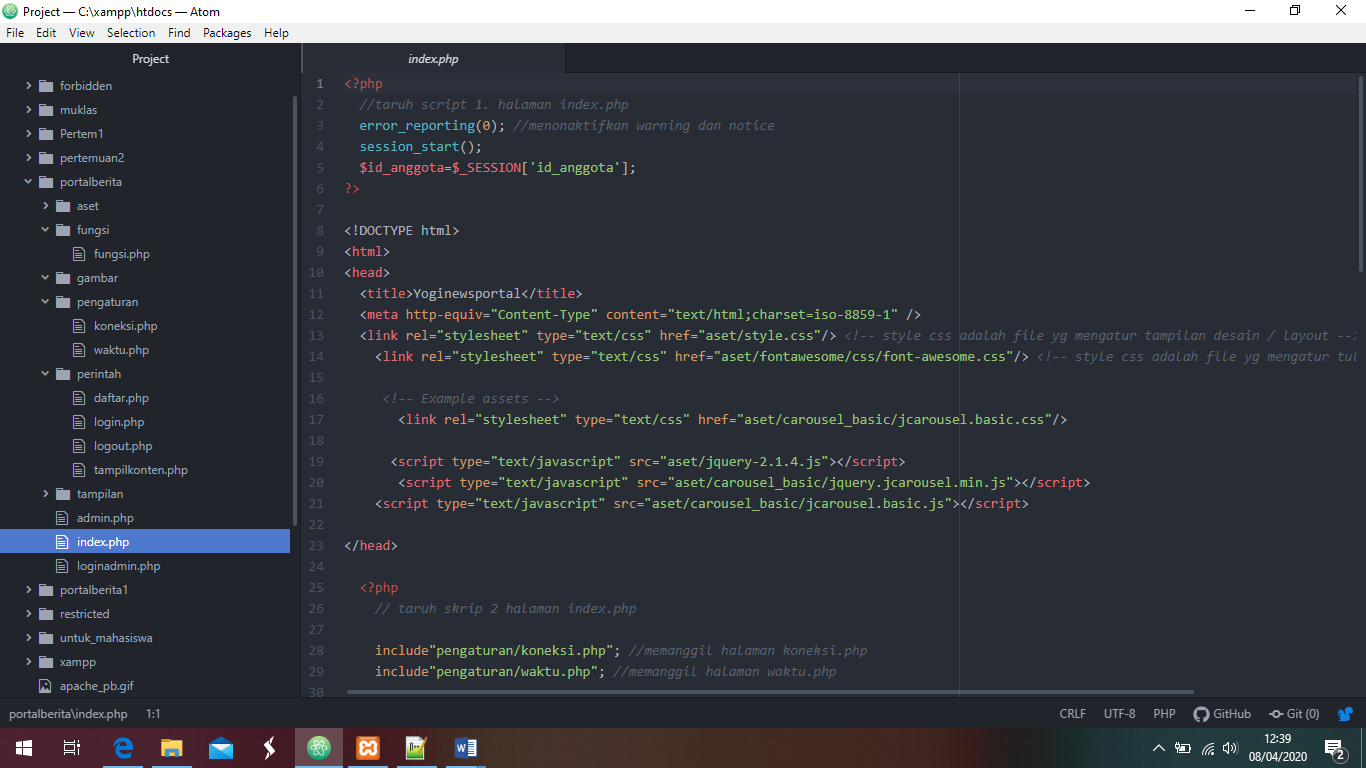 Project — C:\xampp\htdocs — Atom
File Edit View Selection Find Packages Help
Project
forbidden
muklas
Pertem1
pertemuan2
portalberita
aset
fungsi
fungsi.php
gambar
pengaturan
koneksi.php
waktu.php
perintah
daftar.php
login.php
logout.php
tampilkonten.php
tampilan
admin.php
index.php
loginadmin.php
portalberita1
restricted
untuk_mahasiswa
xampp
apache_pb.gif
index.php
1 <?php
2 //taruh script 1. halaman index.php
3 error_reporting(0); //menonaktifkan warning dan notice
4 session_start();
5 $id_anggota=$_SESSION['id_anggota'];
6 ?>
7
8 <!DOCTYPE html>
9 <html>
10 <head>
11 <title>Yoginewsportal</title>
12 <meta http-equiv="Content-Type" content="text/html;charset=iso-8859-1" />
13 <link rel="stylesheet" type="text/css" href="aset/style.css"/> <!-- style css adalah file yg mengatur tampilan desain / layout --
14 <link rel="stylesheet" type="text/css" href="aset/fontawesome/css/font-awesome.css"/> <!-- style css adalah file yg mengatur tul
15
16 <!-- Example assets -->
17 <link rel="stylesheet" type="text/css" href="aset/carousel_basic/jcarousel.basic.css"/>
18
19 <script type="text/javascript" src="aset/jquery-2.1.4.js"></script>
20 <script type="text/javascript" src="aset/carousel_basic/jquery.jcarousel.min.js"></script>
21 <script type="text/javascript" src="aset/carousel_basic/jcarousel.basic.js"></script>
22
23 </head>
24
25 <?php
26 // taruh skrip 2 halaman index.php
27
28 include"pengaturan/koneksi.php"; //memanggil halaman koneksi.php
29 include"pengaturan/waktu.php"; //memanggil halaman waktu.php
30
portalberita\index.php 1:1 CRLF UTF-8 PHP GitHub Git (0)
12:39
08/04/2020
2